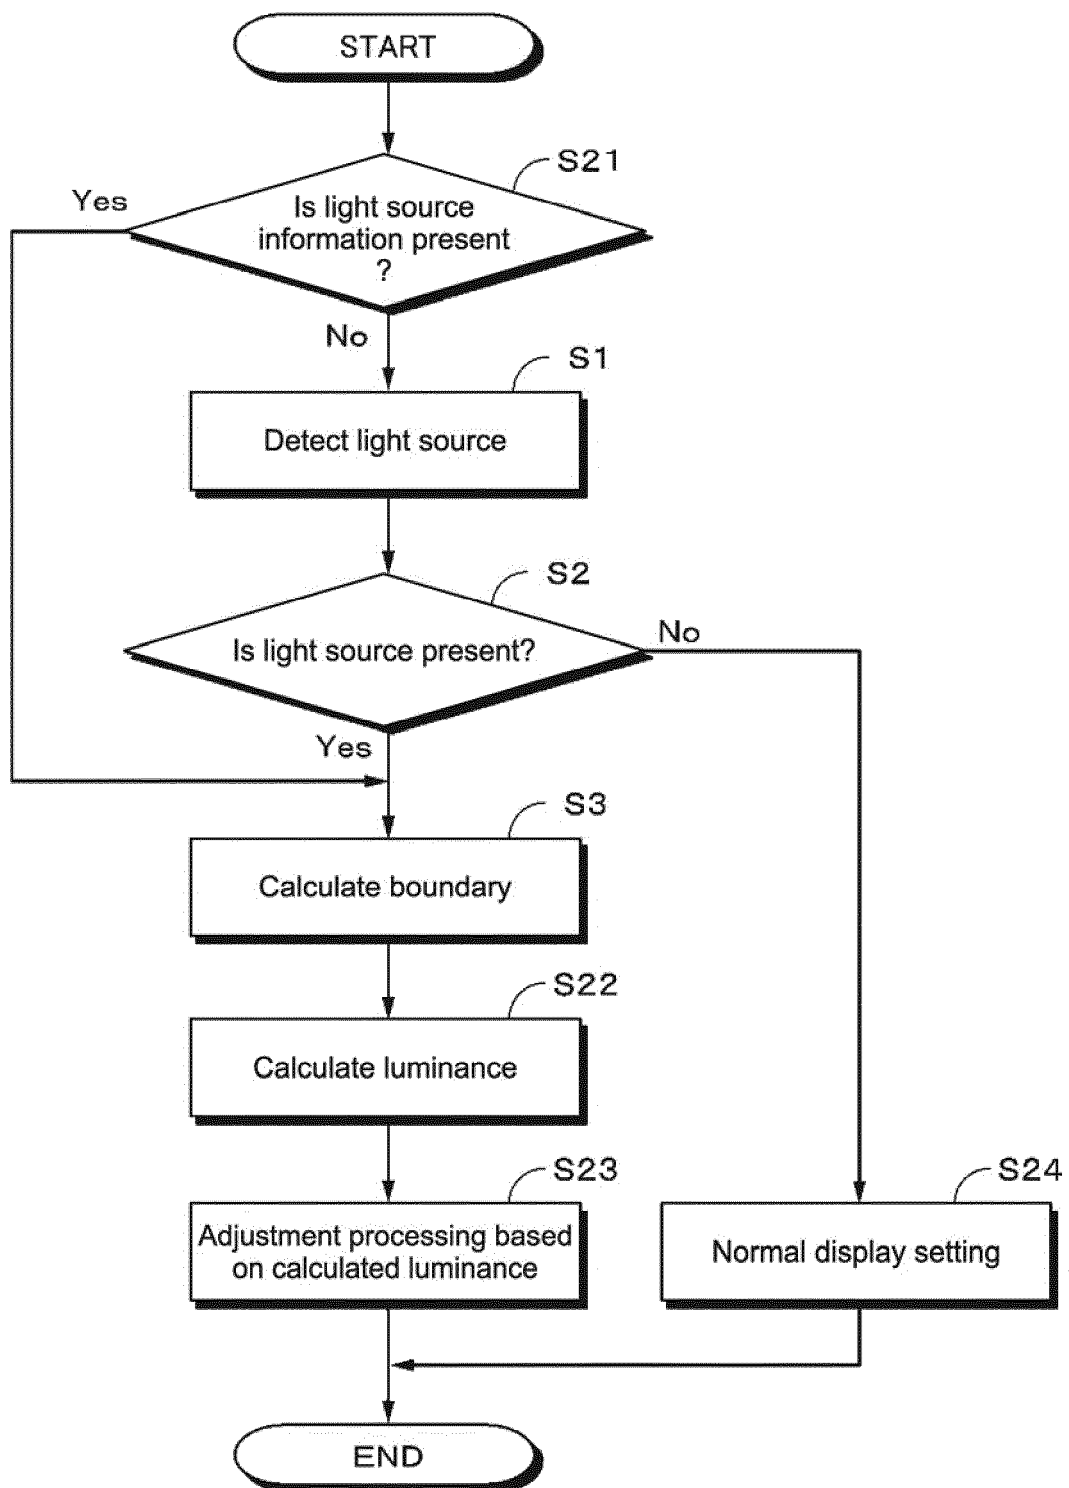 START
S21
Yes
Is light source
information present
?
No
S1
Detect light source
S2
Is light source present?
No
Yes
S3
Calculate boundary
S22
Calculate luminance
S23
Adjustment processing based
on calculated luminance
S24
Normal display setting
END